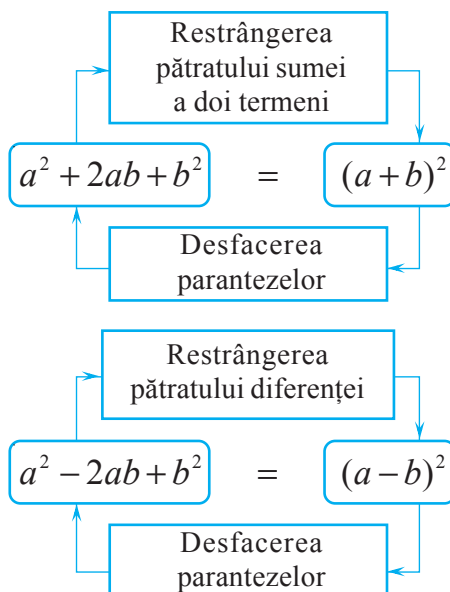 Restrângerea
pătratului sumei
a doi termeni
a² + 2ab + b² = (a + b)²
Desfacerea
parantezelor
Restrângerea
pătratului diferenței
a² − 2ab + b² = (a − b)²
Desfacerea
parantezelor